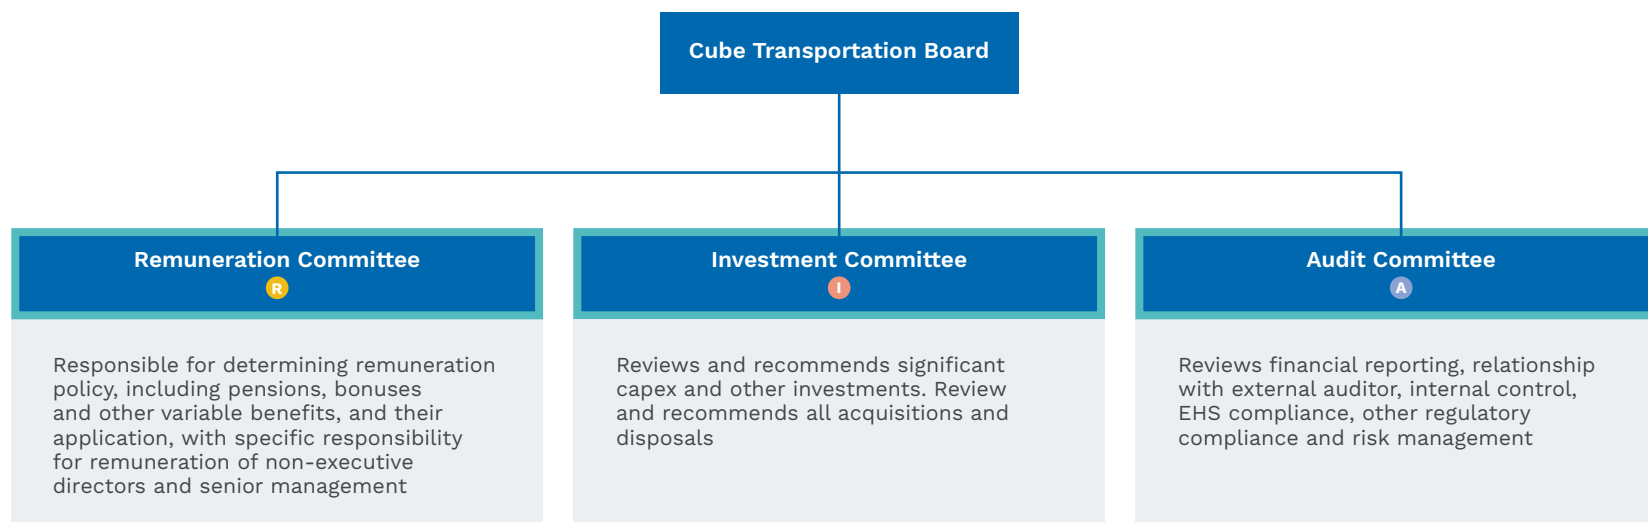 Cube Transportation Board
Remuneration Committee
R
Responsible for determining remuneration
policy, including pensions, bonuses
and other variable benefits, and their
application, with specific responsibility
for remuneration of non-executive
directors and senior management
Investment Committee
I
Reviews and recommends significant
capex and other investments. Review
and recommends all acquisitions and
disposals
Audit Committee
A
Reviews financial reporting, relationship
with external auditor, internal control,
EHS compliance, other regulatory
compliance and risk management